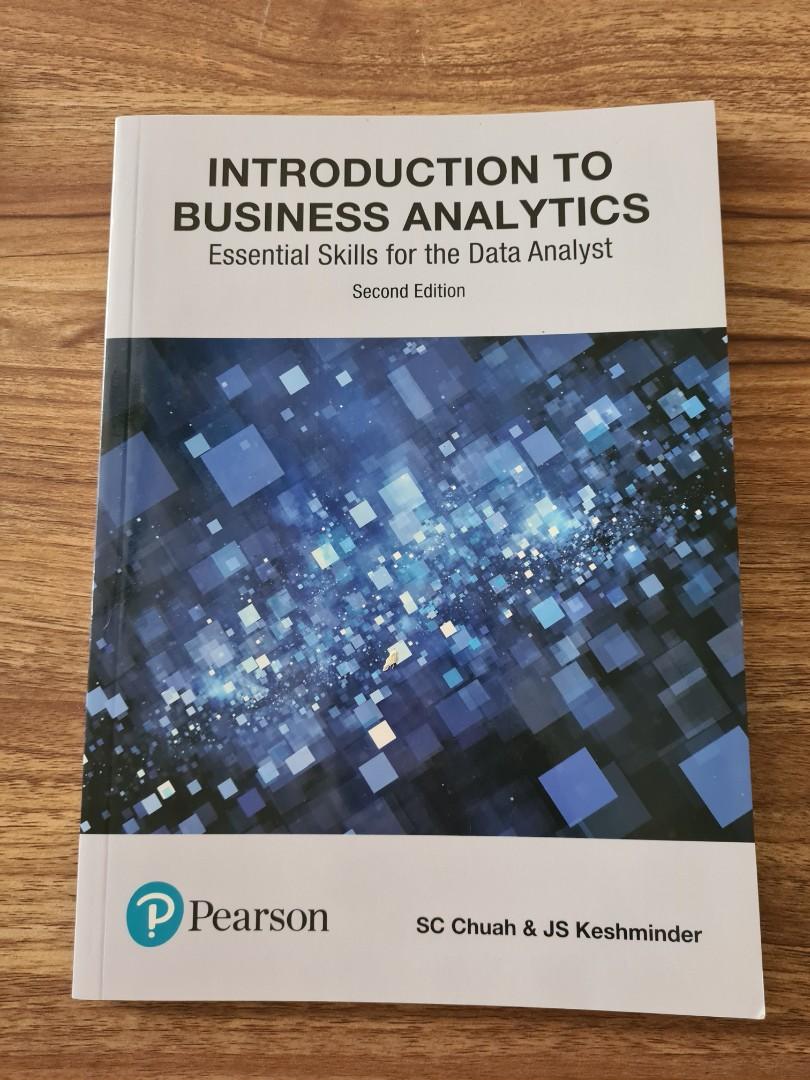 INTRODUCTION TO
BUSINESS ANALYTICS
Essential Skills for the Data Analyst
Second Edition
Pearson
SC Chuah & JS Keshminder